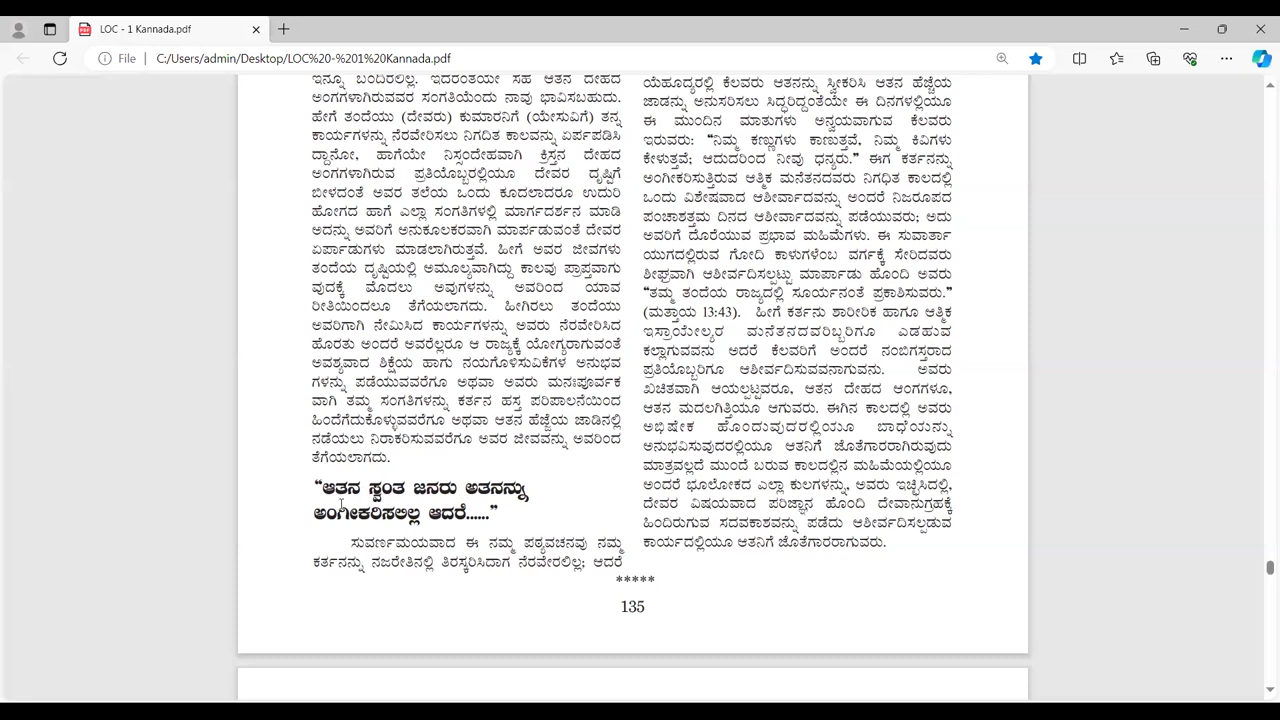 LOC - 1 Kannada.pdf
File
C:/Users/admin/Desktop/LOC%20-%201%20Kannada.pdf
ಇನ್ನೂ ಬಂದಿರಲಿಲ್ಲ. ಇದರಂತೆಯೇ ಸಹ ಆತನ ದೇಹದ
ಅಂಗಗಳಾಗಿರುವವರ ಸಂಗತಿಯೆಂದು ನಾವು ಭಾವಿಸಬಹುದು.
ಹೇಗೆ ತಂದೆಯು (ದೇವರು) ಕುಮಾರನಿಗೆ (ಯೇಸುವಿಗೆ) ತನ್ನ
ಕಾರ್ಯಗಳನ್ನು ನೆರವೇರಿಸಲು ನಿಗದಿತ ಕಾಲವನ್ನು ಏರ್ಪಪಡಿಸಿ
ದ್ದಾನೋ, ಹಾಗೆಯೇ ನಿಸ್ಸಂದೇಹವಾಗಿ ಕ್ರಿಸ್ತನ ದೇಹದ
ಅಂಗಗಳಾಗಿರುವ ಪ್ರತಿಯೊಬ್ಬರಲ್ಲಿಯೂ ದೇವರ ದೃಷ್ಟಿಗೆ
ಬೀಳದಂತೆ ಅವರ ತಲೆಯ ಒಂದು ಕೂದಲಾದರೂ ಉದುರಿ
ಹೋಗದ ಹಾಗೆ ಎಲ್ಲಾ ಸಂಗತಿಗಳಲ್ಲಿ ಮಾರ್ಗದರ್ಶನ ಮಾಡಿ
ಅದನ್ನು ಅವರಿಗೆ ಅನುಕೂಲಕರವಾಗಿ ಮಾರ್ಪಡುವಂತೆ ದೇವರ
ಏರ್ಪಾಡುಗಳು ಮಾಡಲಾಗಿರುತ್ತವೆ. ಹೀಗೆ ಅವರ ಜೀವಗಳು
ತಂದೆಯ ದೃಷ್ಟಿಯಲ್ಲಿ ಅಮೂಲ್ಯವಾಗಿದ್ದು ಕಾಲವು ಪ್ರಾಪ್ತವಾಗು
ವುದಕ್ಕೆ ಮೊದಲು ಅವುಗಳನ್ನು ಅವರಿಂದ ಯಾವ
ರೀತಿಯಿಂದಲೂ ತೆಗೆಯಲಾಗದು. ಹೀಗಿರಲು ತಂದೆಯು
ಅವರಿಗಾಗಿ ನೇಮಿಸಿದ ಕಾರ್ಯಗಳನ್ನು ಅವರು ನೆರವೇರಿಸಿದ
ಹೊರತು ಅಂದರೆ ಅವರೆಲ್ಲರೂ ಆ ರಾಜ್ಯಕ್ಕೆ ಯೋಗ್ಯರಾಗುವಂತೆ
ಅವಶ್ಯವಾದ ಶಿಕ್ಷೆಯ ಹಾಗು ನಯಗೊಳಿಸುವಿಕೆಗಳ ಅನುಭವ
ಗಳನ್ನು ಪಡೆಯುವವರೆಗೂ ಅಥವಾ ಅವರು ಮನಃಪೂರ್ವಕ
ವಾಗಿ ತಮ್ಮ ಸಂಗತಿಗಳನ್ನು ಕರ್ತನ ಹಸ್ತ ಪರಿಪಾಲನೆಯಿಂದ
ಹಿಂದೆಗೆದುಕೊಳ್ಳುವವರೆಗೂ ಅಥವಾ ಆತನ ಹೆಜ್ಜೆಯ ಜಾಡಿನಲ್ಲಿ
ನಡೆಯಲು ನಿರಾಕರಿಸುವವರೆಗೂ ಅವರ ಜೀವವನ್ನು ಅವರಿಂದ
ತೆಗೆಯಲಾಗದು.
“ಆತನ ಸ್ವಂತ ಜನರು ಅತನನ್ನು
ಅಂಗೀಕರಿಸಲಿಲ್ಲ ಆದರೆ......”
ಸುವರ್ಣಮಯವಾದ ಈ ನಮ್ಮ ಪಠ್ಯವಚನವು ನಮ್ಮ
ಕರ್ತನನ್ನು ನಜರೇತಿನಲ್ಲಿ ತಿರಸ್ಕರಿಸಿದಾಗ ನೆರವೇರಲಿಲ್ಲ; ಆದರೆ
ಯೆಹೂದ್ಯರಲ್ಲಿ ಕೆಲವರು ಆತನನ್ನು ಸ್ವೀಕರಿಸಿ ಆತನ ಹೆಜ್ಜೆಯ
ಜಾಡನ್ನು ಅನುಸರಿಸಲು ಸಿದ್ಧರಿದ್ದಂತೆಯೇ ಈ ದಿನಗಳಲ್ಲಿಯೂ
ಈ ಮುಂದಿನ ಮಾತುಗಳು ಅನ್ವಯವಾಗುವ ಕೆಲವರು
ಇರುವರು: “ನಿಮ್ಮ ಕಣ್ಣುಗಳು ಕಾಣುತ್ತವೆ, ನಿಮ್ಮ ಕಿವಿಗಳು
ಕೇಳುತ್ತವೆ; ಆದುದರಿಂದ ನೀವು ಧನ್ಯರು.” ಈಗ ಕರ್ತನನ್ನು
ಅಂಗೀಕರಿಸುತ್ತಿರುವ ಆತ್ಮಿಕ ಮನೆತನದವರು ನಿಗಧಿತ ಕಾಲದಲ್ಲಿ
ಒಂದು ವಿಶೇಷವಾದ ಆಶೀರ್ವಾದವನ್ನು ಅಂದರೆ ನಿಜರೂಪದ
ಪಂಚಾಶತ್ತಮ ದಿನದ ಆಶೀರ್ವಾದವನ್ನು ಪಡೆಯುವರು; ಅದು
ಅವರಿಗೆ ದೊರೆಯುವ ಪ್ರಭಾವ ಮಹಿಮೆಗಳು. ಈ ಸುವಾರ್ತಾ
ಯುಗದಲ್ಲಿರುವ ಗೋದಿ ಕಾಳುಗಳೆಂಬ ವರ್ಗಕ್ಕೆ ಸೇರಿದವರು
ಶೀಘ್ರವಾಗಿ ಆಶೀರ್ವದಿಸಲ್ಪಟ್ಟು ಮಾರ್ಪಾಡು ಹೊಂದಿ ಅವರು
“ತಮ್ಮ ತಂದೆಯ ರಾಜ್ಯದಲ್ಲಿ ಸೂರ್ಯನಂತೆ ಪ್ರಕಾಶಿಸುವರು.”
(ಮತ್ತಾಯ 13:43). ಹೀಗೆ ಕರ್ತನು ಶಾರೀರಿಕ ಹಾಗೂ ಆತ್ಮಿಕ
ಇಸ್ರಾಯೇಲ್ಯರ ಮನೆತನದವರಿಬ್ಬರಿಗೂ ಎಡಹುವ
ಕಲ್ಲಾಗುವವನು ಅದರೆ ಕೆಲವರಿಗೆ ಅಂದರೆ ನಂಬಿಗಸ್ತರಾದ
ಪ್ರತಿಯೊಬ್ಬರಿಗೂ ಆಶೀರ್ವದಿಸುವವನಾಗುವನು. ಅವರು
ಖಚಿತವಾಗಿ ಆಯಲ್ಪಟ್ಟವರೂ, ಆತನ ದೇಹದ ಅಂಗಗಳೂ,
ಆತನ ಮದಲಗಿತ್ತಿಯೂ ಆಗುವರು. ಈಗಿನ ಕಾಲದಲ್ಲಿ ಅವರು
ಅಭಿಷೇಕ ಹೊಂದುವುದರಲ್ಲಿಯೂ ಬಾಧೆಯನ್ನು
ಅನುಭವಿಸುವುದರಲ್ಲಿಯೂ ಆತನಿಗೆ ಜೊತೆಗಾರರಾಗಿರುವುದು
ಮಾತ್ರವಲ್ಲದೆ ಮುಂದೆ ಬರುವ ಕಾಲದಲ್ಲಿನ ಮಹಿಮೆಯಲ್ಲಿಯೂ
ಅಂದರೆ ಭೂಲೋಕದ ಎಲ್ಲಾ ಕುಲಗಳನ್ನು, ಅವರು ಇಚ್ಛಿಸಿದಲ್ಲಿ,
ದೇವರ ವಿಷಯವಾದ ಪರಿಜ್ಞಾನ ಹೊಂದಿ ದೇವಾನುಗ್ರಹಕ್ಕೆ
ಹಿಂದಿರುಗುವ ಸದವಕಾಶವನ್ನು ಪಡೆದು ಆಶೀರ್ವದಿಸಲ್ಪಡುವ
ಕಾರ್ಯದಲ್ಲಿಯೂ ಆತನಿಗೆ ಜೊತೆಗಾರರಾಗುವರು.
*****
135